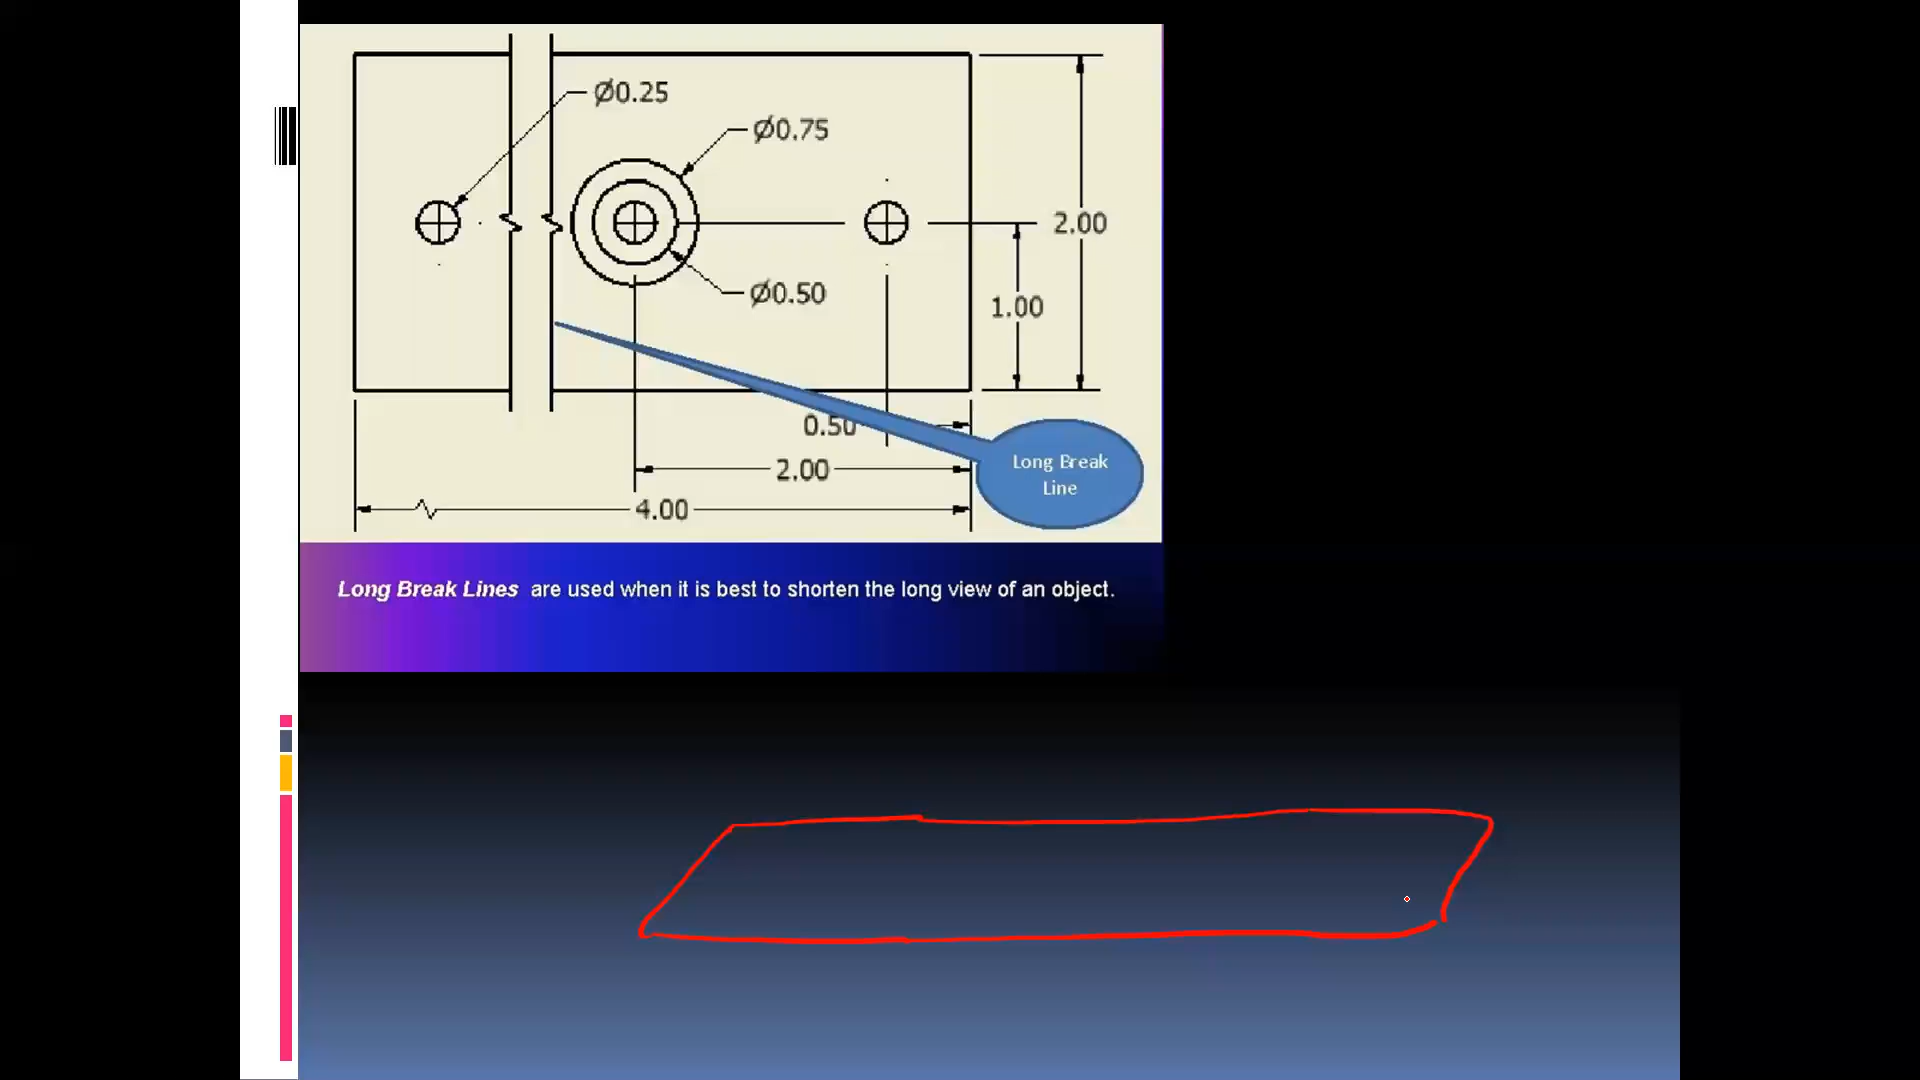 Ø0.25
Ø0.75
2.00
Ø0.50
1.00
0.50
Long Break
Line
2.00
4.00
Long Break Lines are used when it is best to shorten the long view of an object.